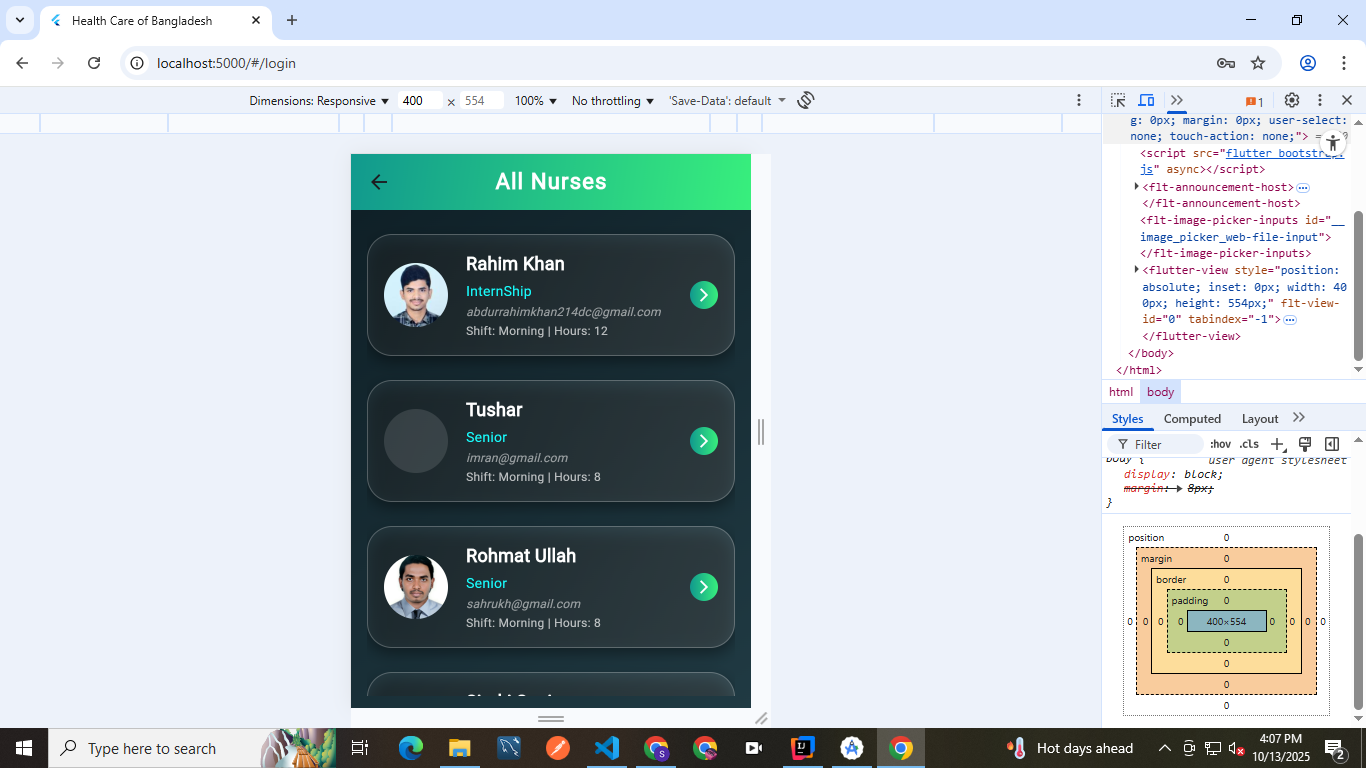 Health Care of Bangladesh
localhost:5000/#/login
Dimensions: Responsive 400 × 554 100% No throttling 'Save-Data': default
1
g: 0px; margin: 0px; user-select:
none; touch-action: none;">
<script src="flutter_bootstrap.
js" async></script>
<flt-announcement-host>
</flt-announcement-host>
<flt-image-picker-inputs id="__
image_picker_web-file-input">
</flt-image-picker-inputs>
<flutter-view style="position:
absolute; inset: 0px; width: 40
0px; height: 554px;" flt-view-
id="0" tabindex="-1">
</flutter-view>
</body>
</html>
html body
Styles Computed Layout
Filter :hov .cls
body { user agent stylesheet
display: block;
margin: 8px;
}
position 0
margin 0
border 0
padding 0
0 0 0 0 400×554 0 0 0 0
0
0
0
0
All Nurses
Rahim Khan
InternShip
abdurrahimkhan214dc@gmail.com
Shift: Morning | Hours: 12
Tushar
Senior
imran@gmail.com
Shift: Morning | Hours: 8
Rohmat Ullah
Senior
sahrukh@gmail.com
Shift: Morning | Hours: 8
Type here to search
Hot days ahead
4:07 PM
10/13/2025
2